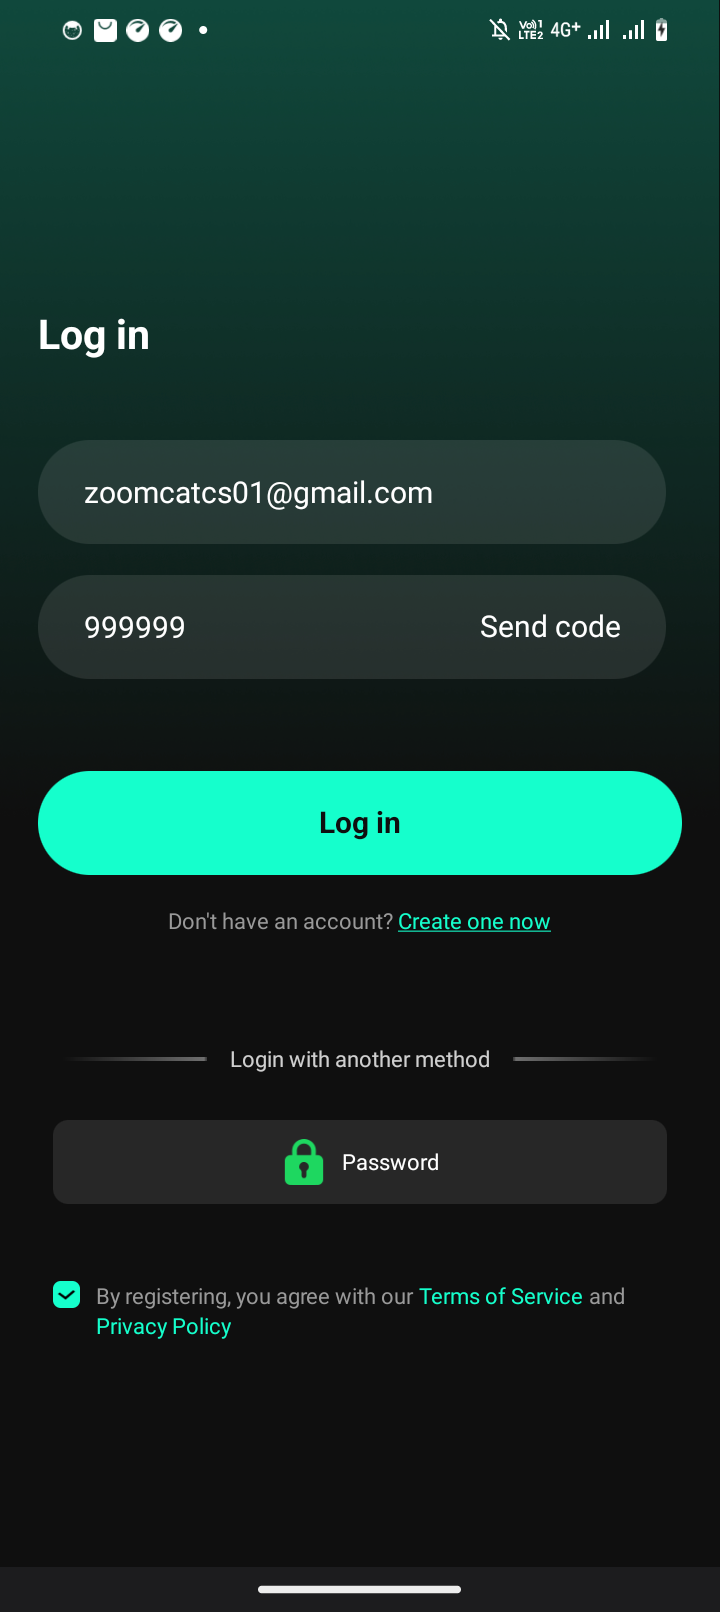 Vo)) 1
LTE2 4G+
Log in
zoomcatcs01@gmail.com
999999 Send code
Log in
Don't have an account? Create one now
Login with another method
Password
By registering, you agree with our Terms of Service and
Privacy Policy